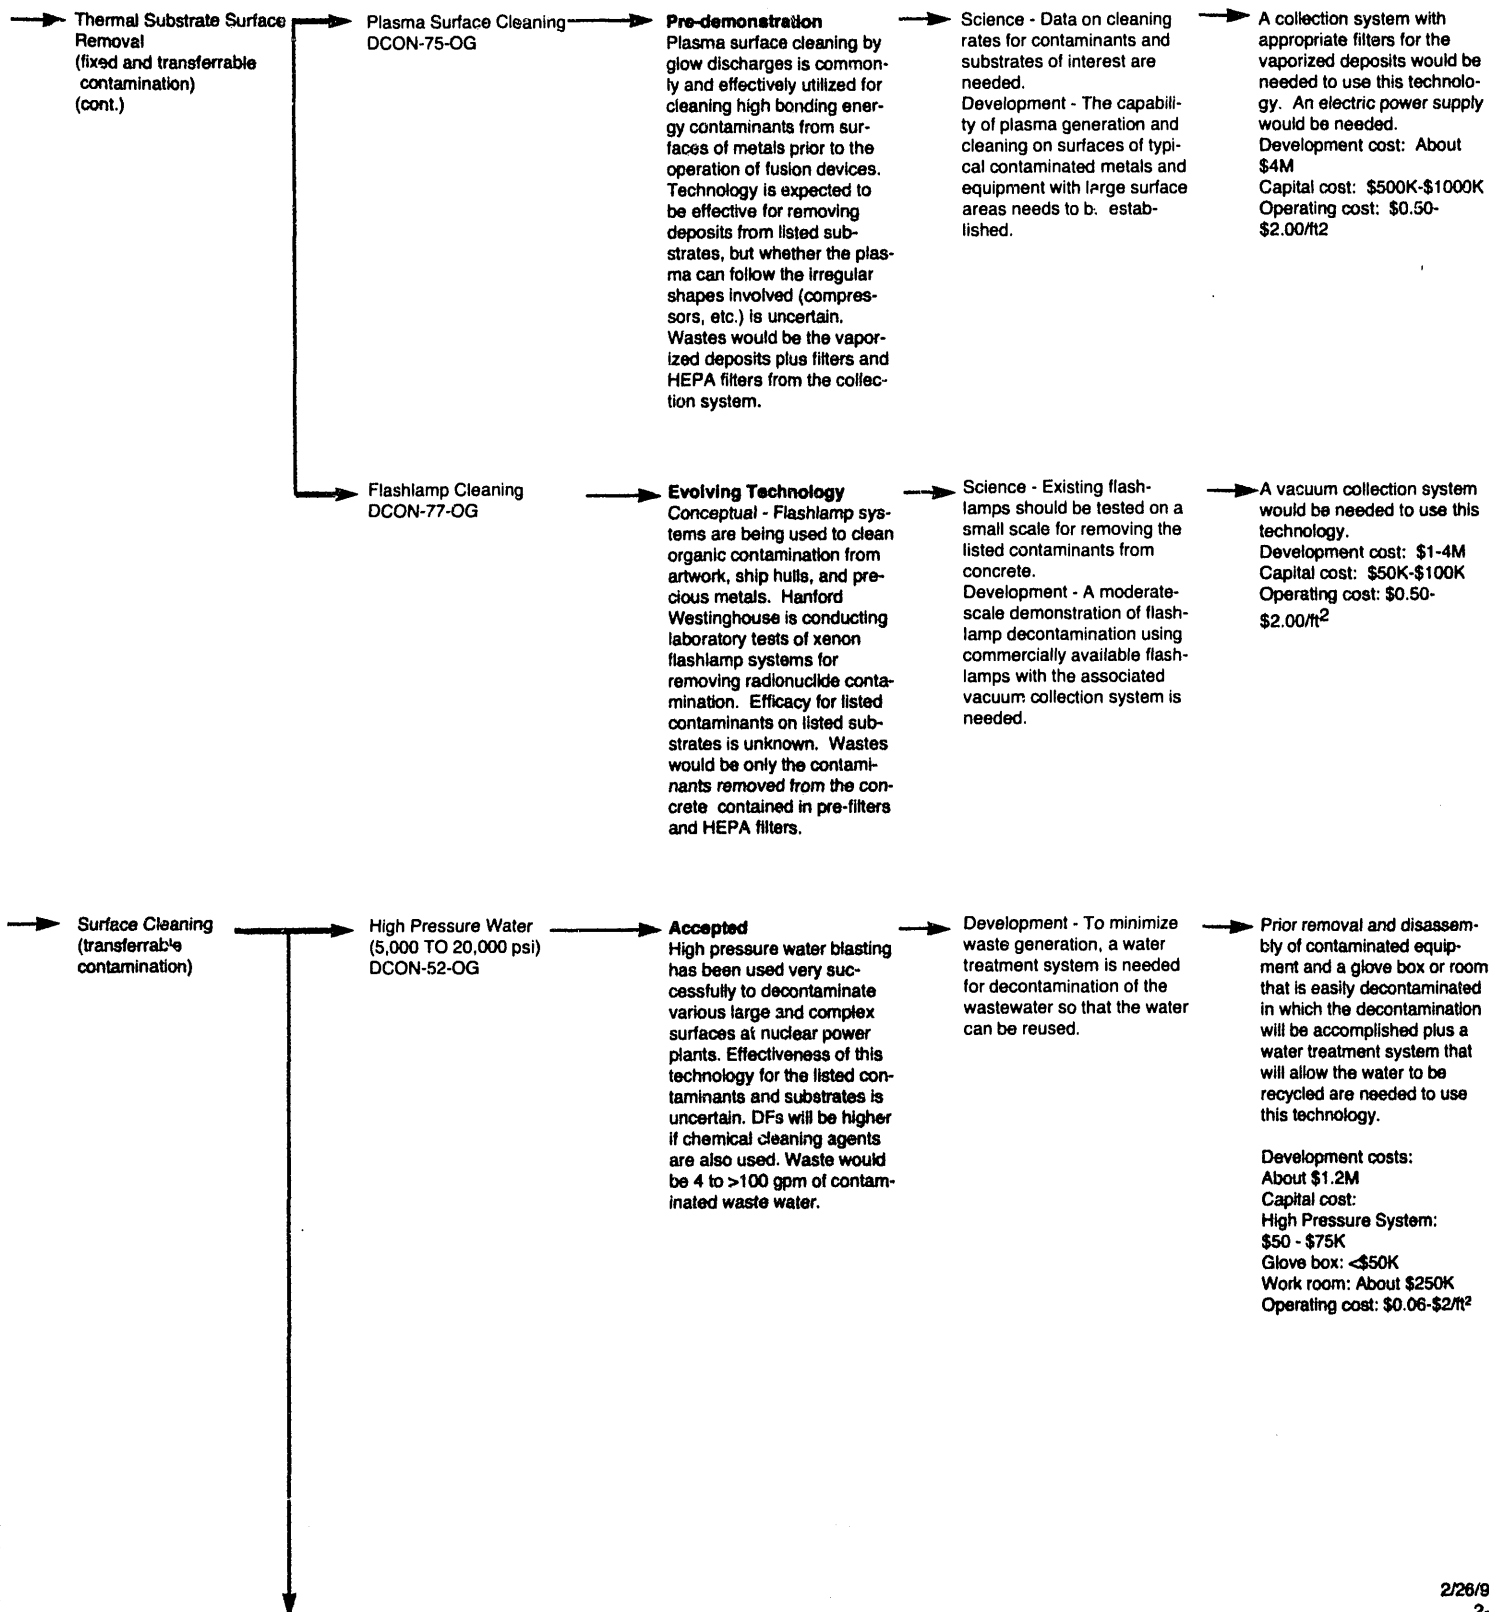 Thermal Substrate Surface
Removal
(fixed and transferrable
contamination)
(cont.)
Plasma Surface Cleaning
DCON-75-OG
Pre-demonstration
Plasma surface cleaning by
glow discharges is common-
ly and effectively utilized for
cleaning high bonding ener-
gy contaminants from sur-
faces of metals prior to the
operation of fusion devices.
Technology is expected to
be effective for removing
deposits from listed sub-
strates, but whether the plas-
ma can follow the irregular
shapes involved (compres-
sors, etc.) is uncertain.
Wastes would be the vapor-
ized deposits plus filters and
HEPA filters from the collec-
tion system.
Science - Data on cleaning
rates for contaminants and
substrates of interest are
needed.
Development - The capabili-
ty of plasma generation and
cleaning on surfaces of typi-
cal contaminated metals and
equipment with large surface
areas needs to b. estab-
lished.
A collection system with
appropriate filters for the
vaporized deposits would be
needed to use this technolo-
gy. An electric power supply
would be needed.
Development cost: About
$4M
Capital cost: $500K-$1000K
Operating cost: $0.50-
$2.00/ft2
Flashlamp Cleaning
DCON-77-OG
Evolving Technology
Conceptual - Flashlamp sys-
tems are being used to clean
organic contamination from
artwork, ship hulls, and pre-
cious metals. Hanford
Westinghouse is conducting
laboratory tests of xenon
flashlamp systems for
removing radionuclide conta-
mination. Efficacy for listed
contaminants on listed sub-
strates is unknown. Wastes
would be only the contami-
nants removed from the con-
crete contained in pre-filters
and HEPA filters.
Science - Existing flash-
lamps should be tested on a
small scale for removing the
listed contaminants from
concrete.
Development - A moderate-
scale demonstration of flash-
lamp decontamination using
commercially available flash-
lamps with the associated
vacuum collection system is
needed.
A vacuum collection system
would be needed to use this
technology.
Development cost: $1-4M
Capital cost: $50K-$100K
Operating cost: $0.50-
$2.00/ft²
Surface Cleaning
(transferrable
contamination)
High Pressure Water
(5,000 TO 20,000 psi)
DCON-52-OG
Accepted
High pressure water blasting
has been used very suc-
cessfully to decontaminate
various large and complex
surfaces at nuclear power
plants. Effectiveness of this
technology for the listed con-
taminants and substrates is
uncertain. DFs will be higher
if chemical cleaning agents
are also used. Waste would
be 4 to >100 gpm of contam-
inated waste water.
Development - To minimize
waste generation, a water
treatment system is needed
for decontamination of the
wastewater so that the water
can be reused.
Prior removal and disassem-
bly of contaminated equip-
ment and a glove box or room
that is easily decontaminated
in which the decontamination
will be accomplished plus a
water treatment system that
will allow the water to be
recycled are needed to use
this technology.
Development costs:
About $1.2M
Capital cost:
High Pressure System:
$50 - $75K
Glove box: <$50K
Work room: About $250K
Operating cost: $0.06-$2/ft²
2/26/9